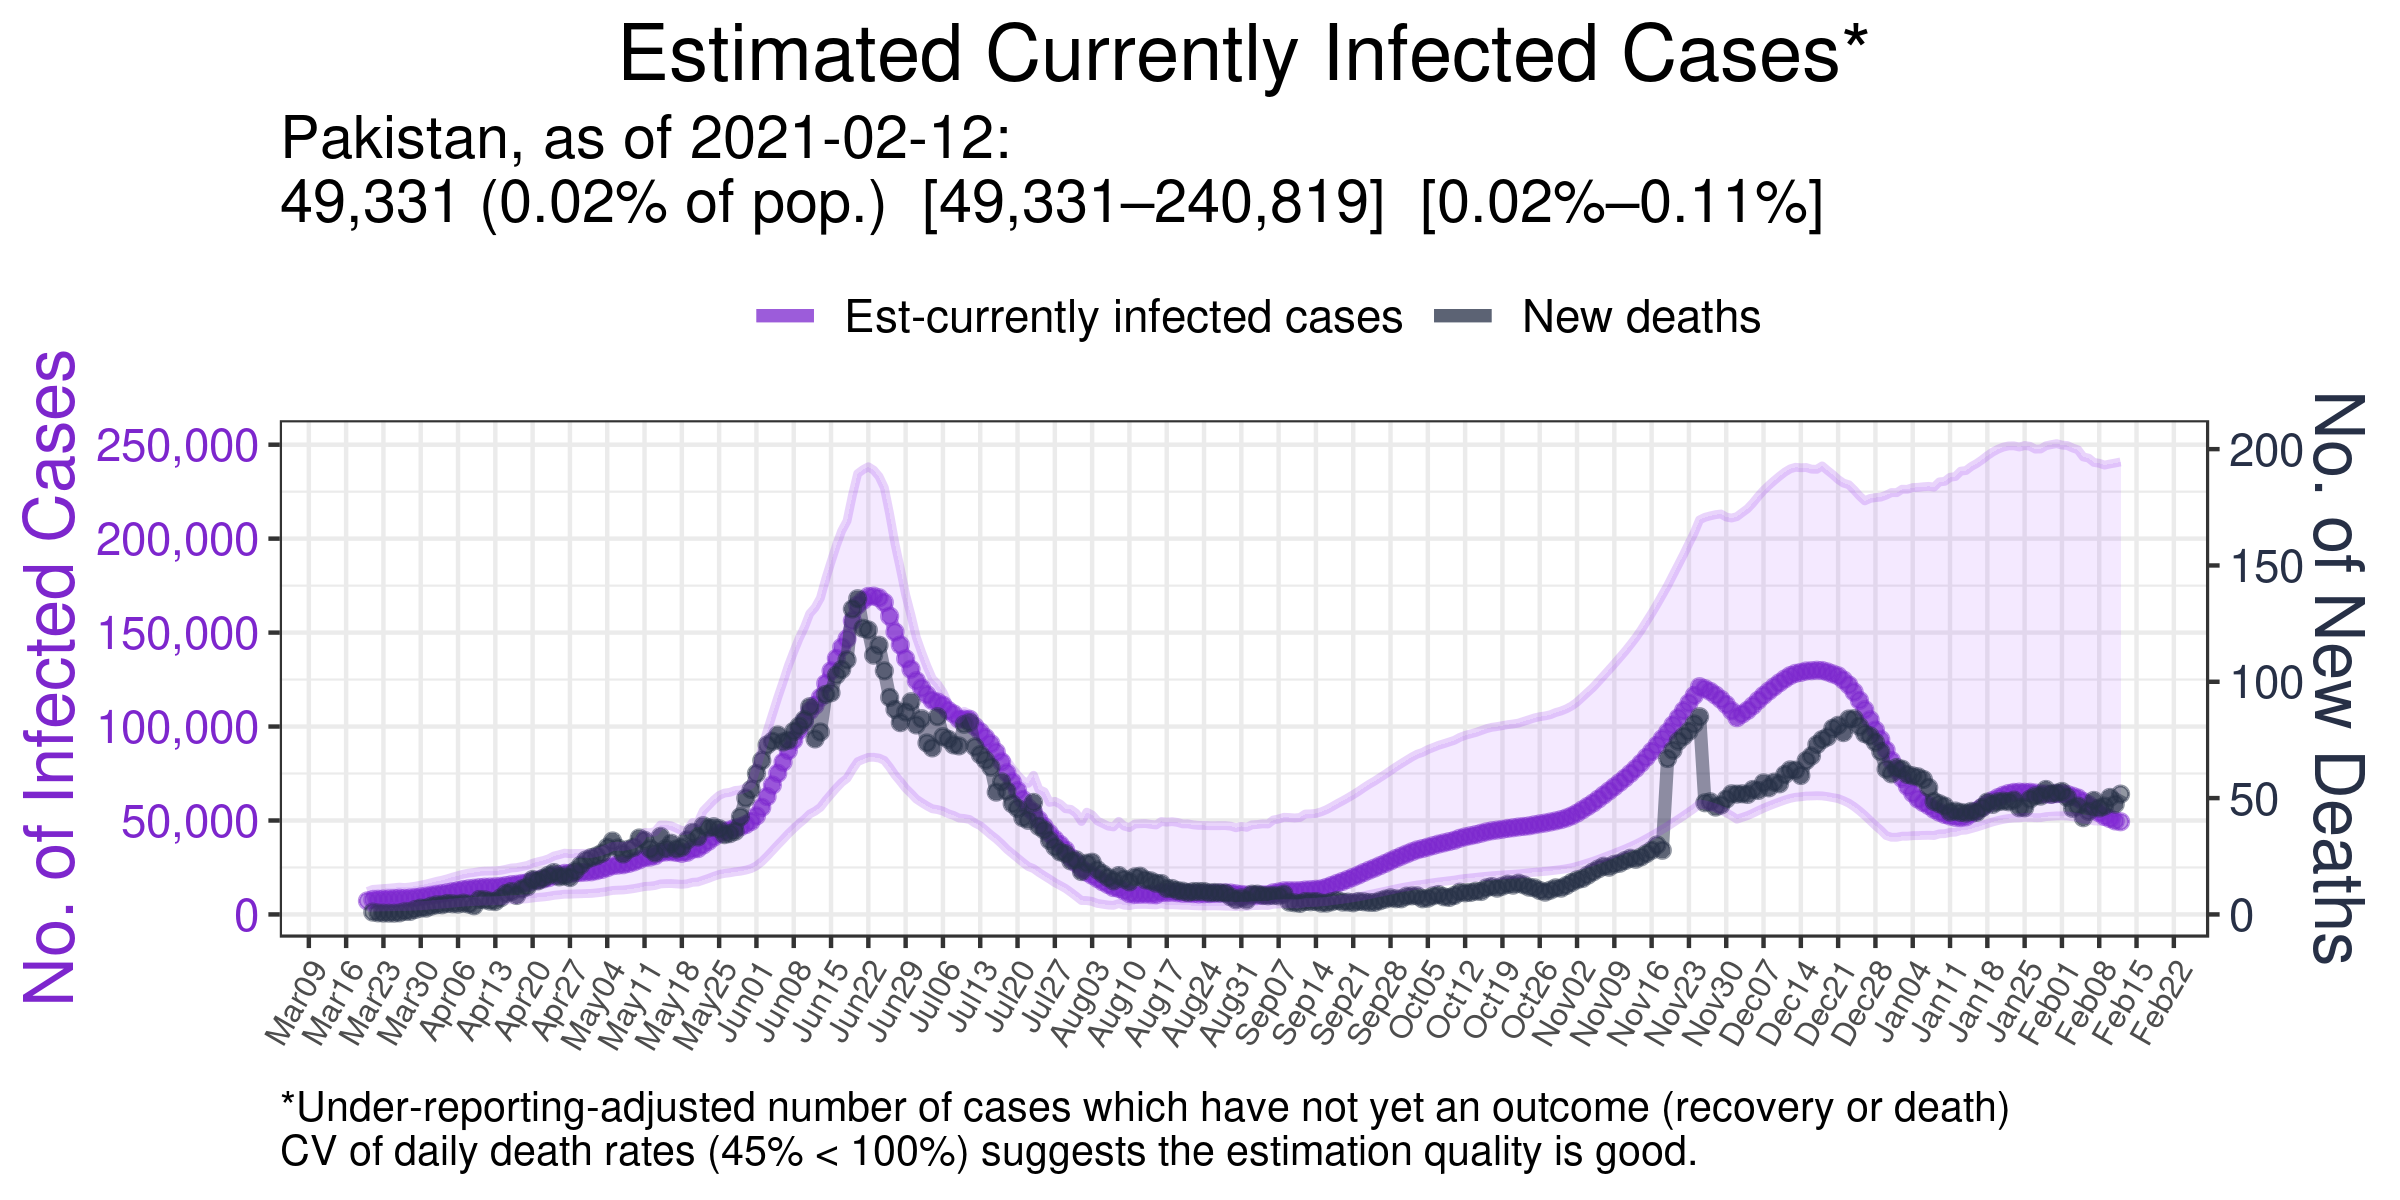 Estimated Currently Infected Cases*
Pakistan, as of 2021-02-12:
49,331 (0.02% of pop.)  [49,331–240,819]  [0.02%–0.11%]
Est-currently infected cases
New deaths
No. of Infected Cases
250,000
200,000
150,000
100,000
50,000
0
200
150
100
50
0
No. of New Deaths
Mar09
Mar16
Mar23
Mar30
Apr06
Apr13
Apr20
Apr27
May04
May11
May18
May25
Jun01
Jun08
Jun15
Jun22
Jun29
Jul06
Jul13
Jul20
Jul27
Aug03
Aug10
Aug17
Aug24
Aug31
Sep07
Sep14
Sep21
Sep28
Oct05
Oct12
Oct19
Oct26
Nov02
Nov09
Nov16
Nov23
Nov30
Dec07
Dec14
Dec21
Dec28
Jan04
Jan11
Jan18
Jan25
Feb01
Feb08
Feb15
Feb22
*Under-reporting-adjusted number of cases which have not yet an outcome (recovery or death)
CV of daily death rates (45% < 100%) suggests the estimation quality is good.